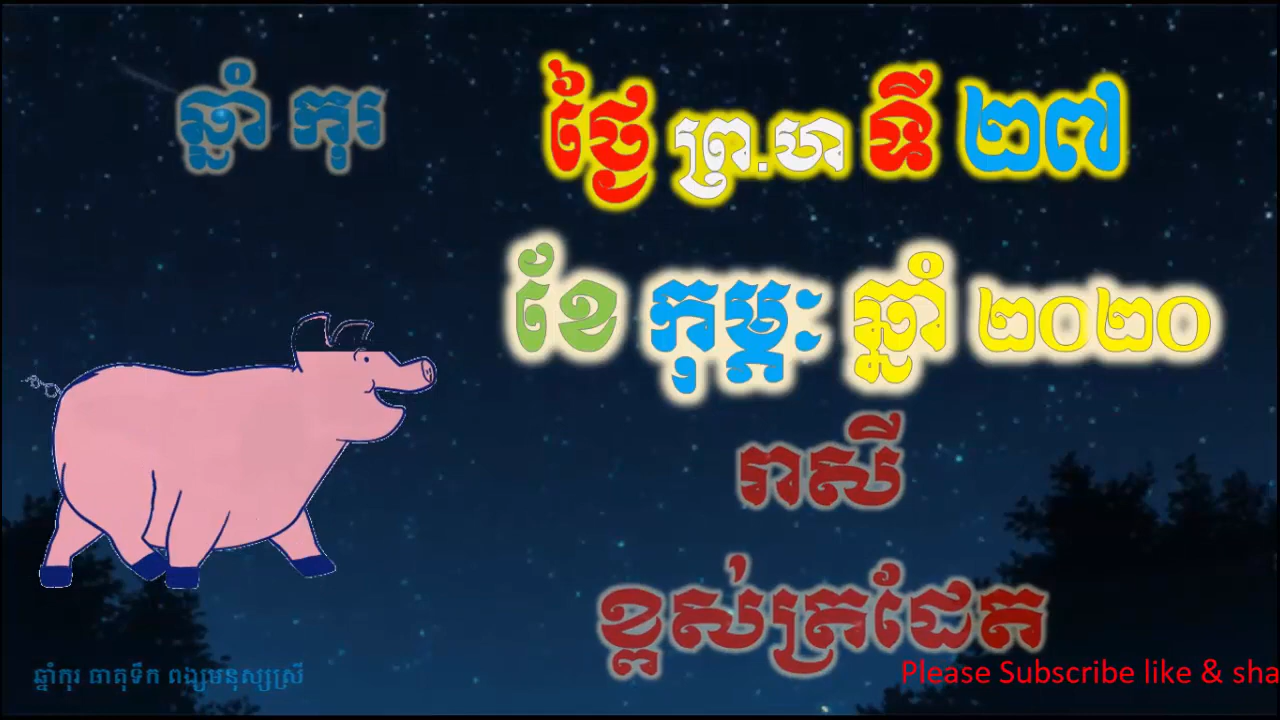 ឆ្នាំ កុរ
ថ្ងៃ ព្រ.ហ ទី ២៧
ខែ កុម្ភៈ ឆ្នាំ ២០២០
រាសី
ខ្ពស់ត្រដែត
ឆ្នាំកុរ ធាតុទឹក ពង្សមនុស្សស្រី
Please Subscribe like & sha